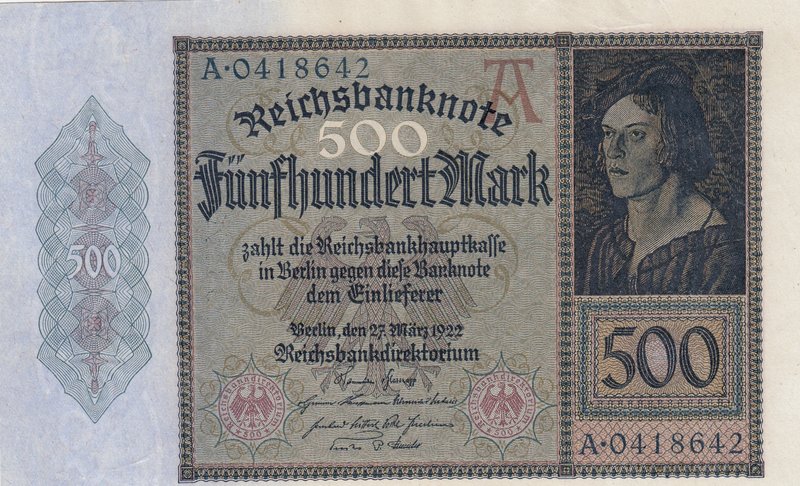 A·0418642
A
Reichsbanknote
500
Fünfhundert Mark
zahlt die Reichsbankhauptkasse
in Berlin gegen diese Banknote
dem Einlieferer
Berlin, den 27. März 1922
Reichsbankdirektorium
500
500
A·0418642